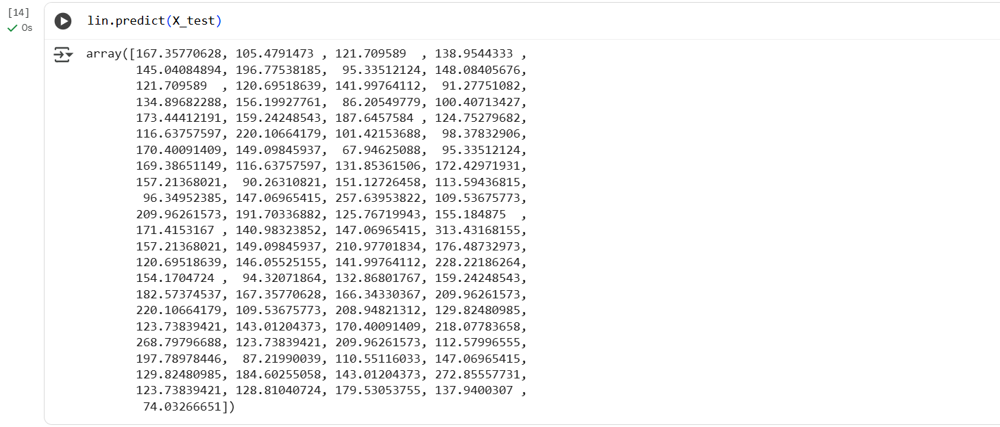 [14]
0s
lin.predict(X_test)
array([167.35770628, 105.4791473 , 121.709589  , 138.9544333 ,
       145.04084894, 196.77538185,  95.33512124, 148.08405676,
       121.709589  , 120.69518639, 141.99764112,  91.27751082,
       134.89682288, 156.19927761,  86.20549779, 100.40713427,
       173.44412191, 159.24248543, 187.6457584 , 124.75279682,
       116.63757597, 220.10664179, 101.42153688,  98.37832906,
       170.40091409, 149.09845937,  67.94625088,  95.33512124,
       169.38651149, 116.63757597, 131.85361506, 172.42971931,
       157.21368021,  90.26310821, 151.12726458, 113.59436815,
        96.34952385, 147.06965415, 257.63953822, 109.53675773,
       209.96261573, 191.70336882, 125.76719943, 155.184875  ,
       171.4153167 , 140.98323852, 147.06965415, 313.43168155,
       157.21368021, 149.09845937, 210.97701834, 176.48732973,
       120.69518639, 146.05525155, 141.99764112, 228.22186264,
       154.1704724 ,  94.32071864, 132.86801767, 159.24248543,
       182.57374537, 167.35770628, 166.34330367, 209.96261573,
       220.10664179, 109.53675773, 208.94821312, 129.82480985,
       123.73839421, 143.01204373, 170.40091409, 218.07783658,
       268.79796688, 123.73839421, 209.96261573, 112.57996555,
       197.78978446,  87.21990039, 110.55116033, 147.06965415,
       129.82480985, 184.60255058, 143.01204373, 272.85557731,
       123.73839421, 128.81040724, 179.53053755, 137.9400307 ,
        74.03266651])